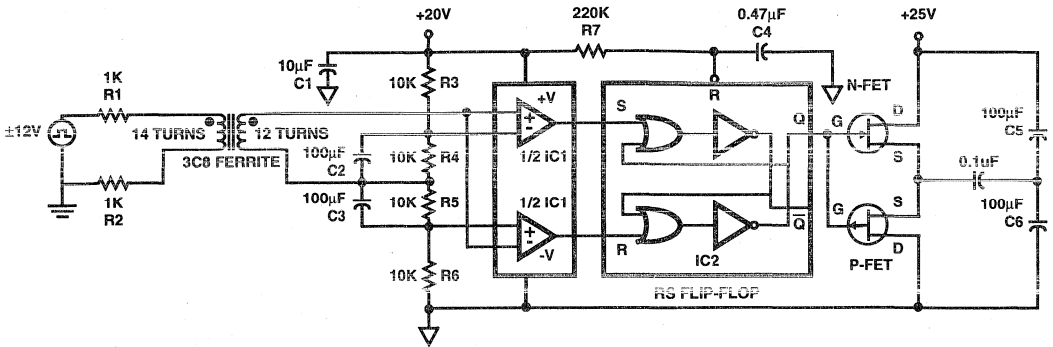 +20V
220K
R7
0.47µF
C4
+25V
1K
R1
10µF
C1
10K R3
N-FET
S
R
+V
Q
G
D
100µF
C5
±12V
14 TURNS
12 TURNS
3C8 FERRITE
100µF
C2
10K R4
1/2 IC1
S
0.1uF
1K
R2
100µF
C3
10K R5
1/2 IC1
G
S
100µF
C6
R
Q
D
-V
IC2
P-FET
10K R6
RS FLIP-FLOP